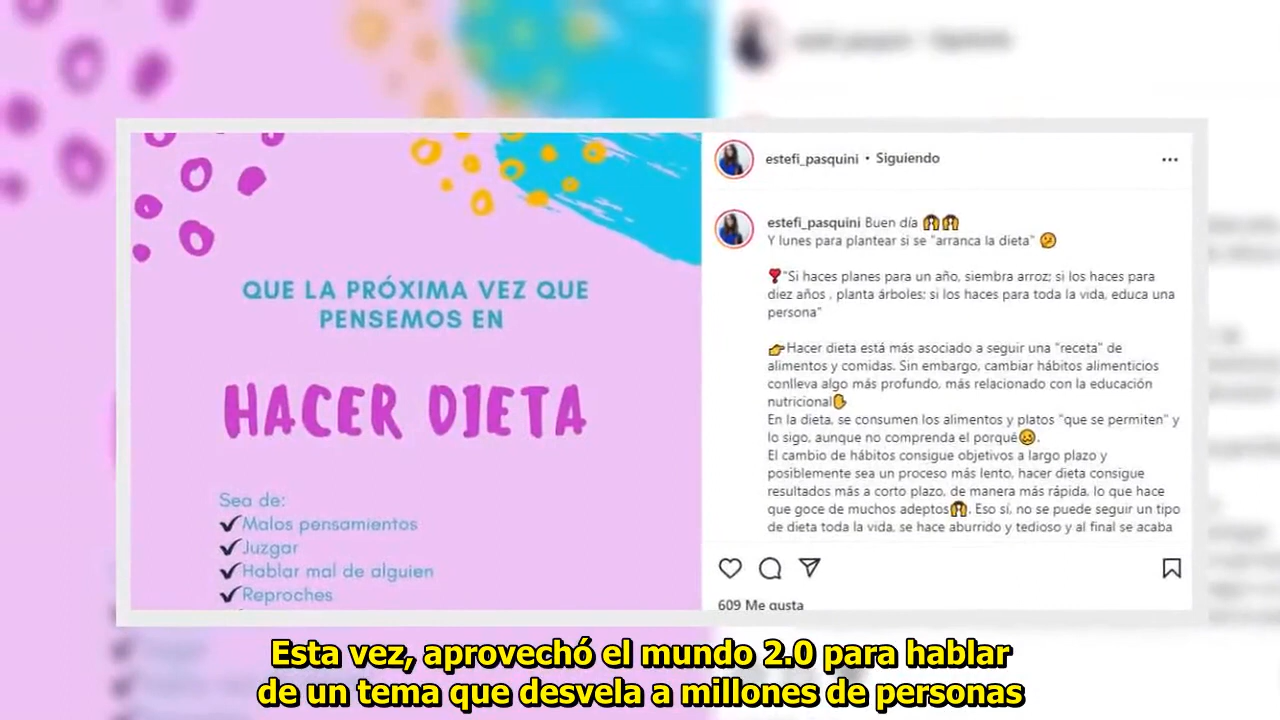 QUE LA PRÓXIMA VEZ QUE
PENSEMOS EN
HACER DIETA
Sea de:
✔Malos pensamientos
✔Juzgar
✔Hablar mal de alguien
✔Reproches
estefi_pasquini • Siguiendo
estefi_pasquini Buen día
Y lunes para plantear si se "arranca la dieta"
"Si haces planes para un año, siembra arroz; si los haces para
diez años , planta árboles; si los haces para toda la vida, educa una
persona"
Hacer dieta está más asociado a seguir una "receta" de
alimentos y comidas. Sin embargo, cambiar hábitos alimenticios
conlleva algo más profundo, más relacionado con la educación
nutricional
En la dieta, se consumen los alimentos y platos "que se permiten" y
lo sigo, aunque no comprenda el porqué.
El cambio de hábitos consigue objetivos a largo plazo y
posiblemente sea un proceso más lento, hacer dieta consigue
resultados más a corto plazo, de manera más rápida, lo que hace
que goce de muchos adeptos. Eso sí, no se puede seguir un tipo
de dieta toda la vida, se hace aburrido y tedioso y al final se acaba
609 Me gusta
Esta vez, aprovechó el mundo 2.0 para hablar
de un tema que desvela a millones de personas